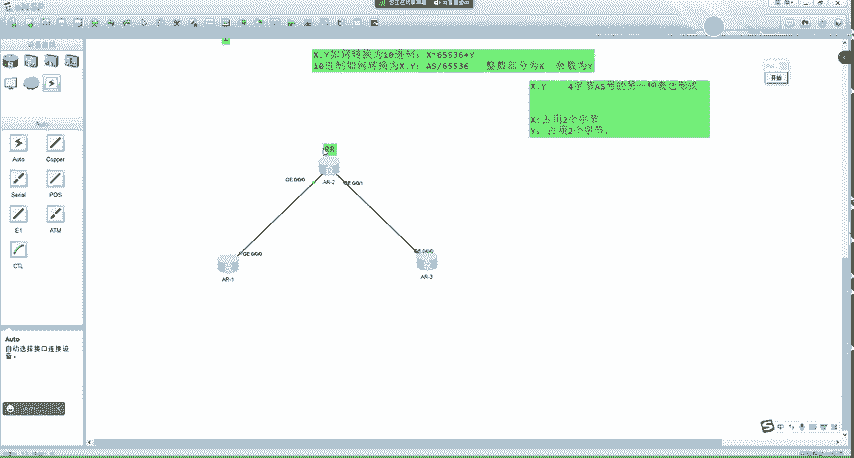 eNSP
X.Y如何转换为10进制：X*65536+Y
10进制如何转换为X.Y：AS/65536 整数部分为X 余数为Y
X.Y 4字节AS号的另一种表达形式
X:占用2个字节
Y：占用2个字节。
开始
Auto
Auto
Copper
Serial
POS
E1
ATM
CTL
RR
AR-2
GE 0/0/0
GE 0/0/1
GE 0/0/0
AR-1
GE 0/0/0
AR-3
Auto
自动选择接口连接设备。
中